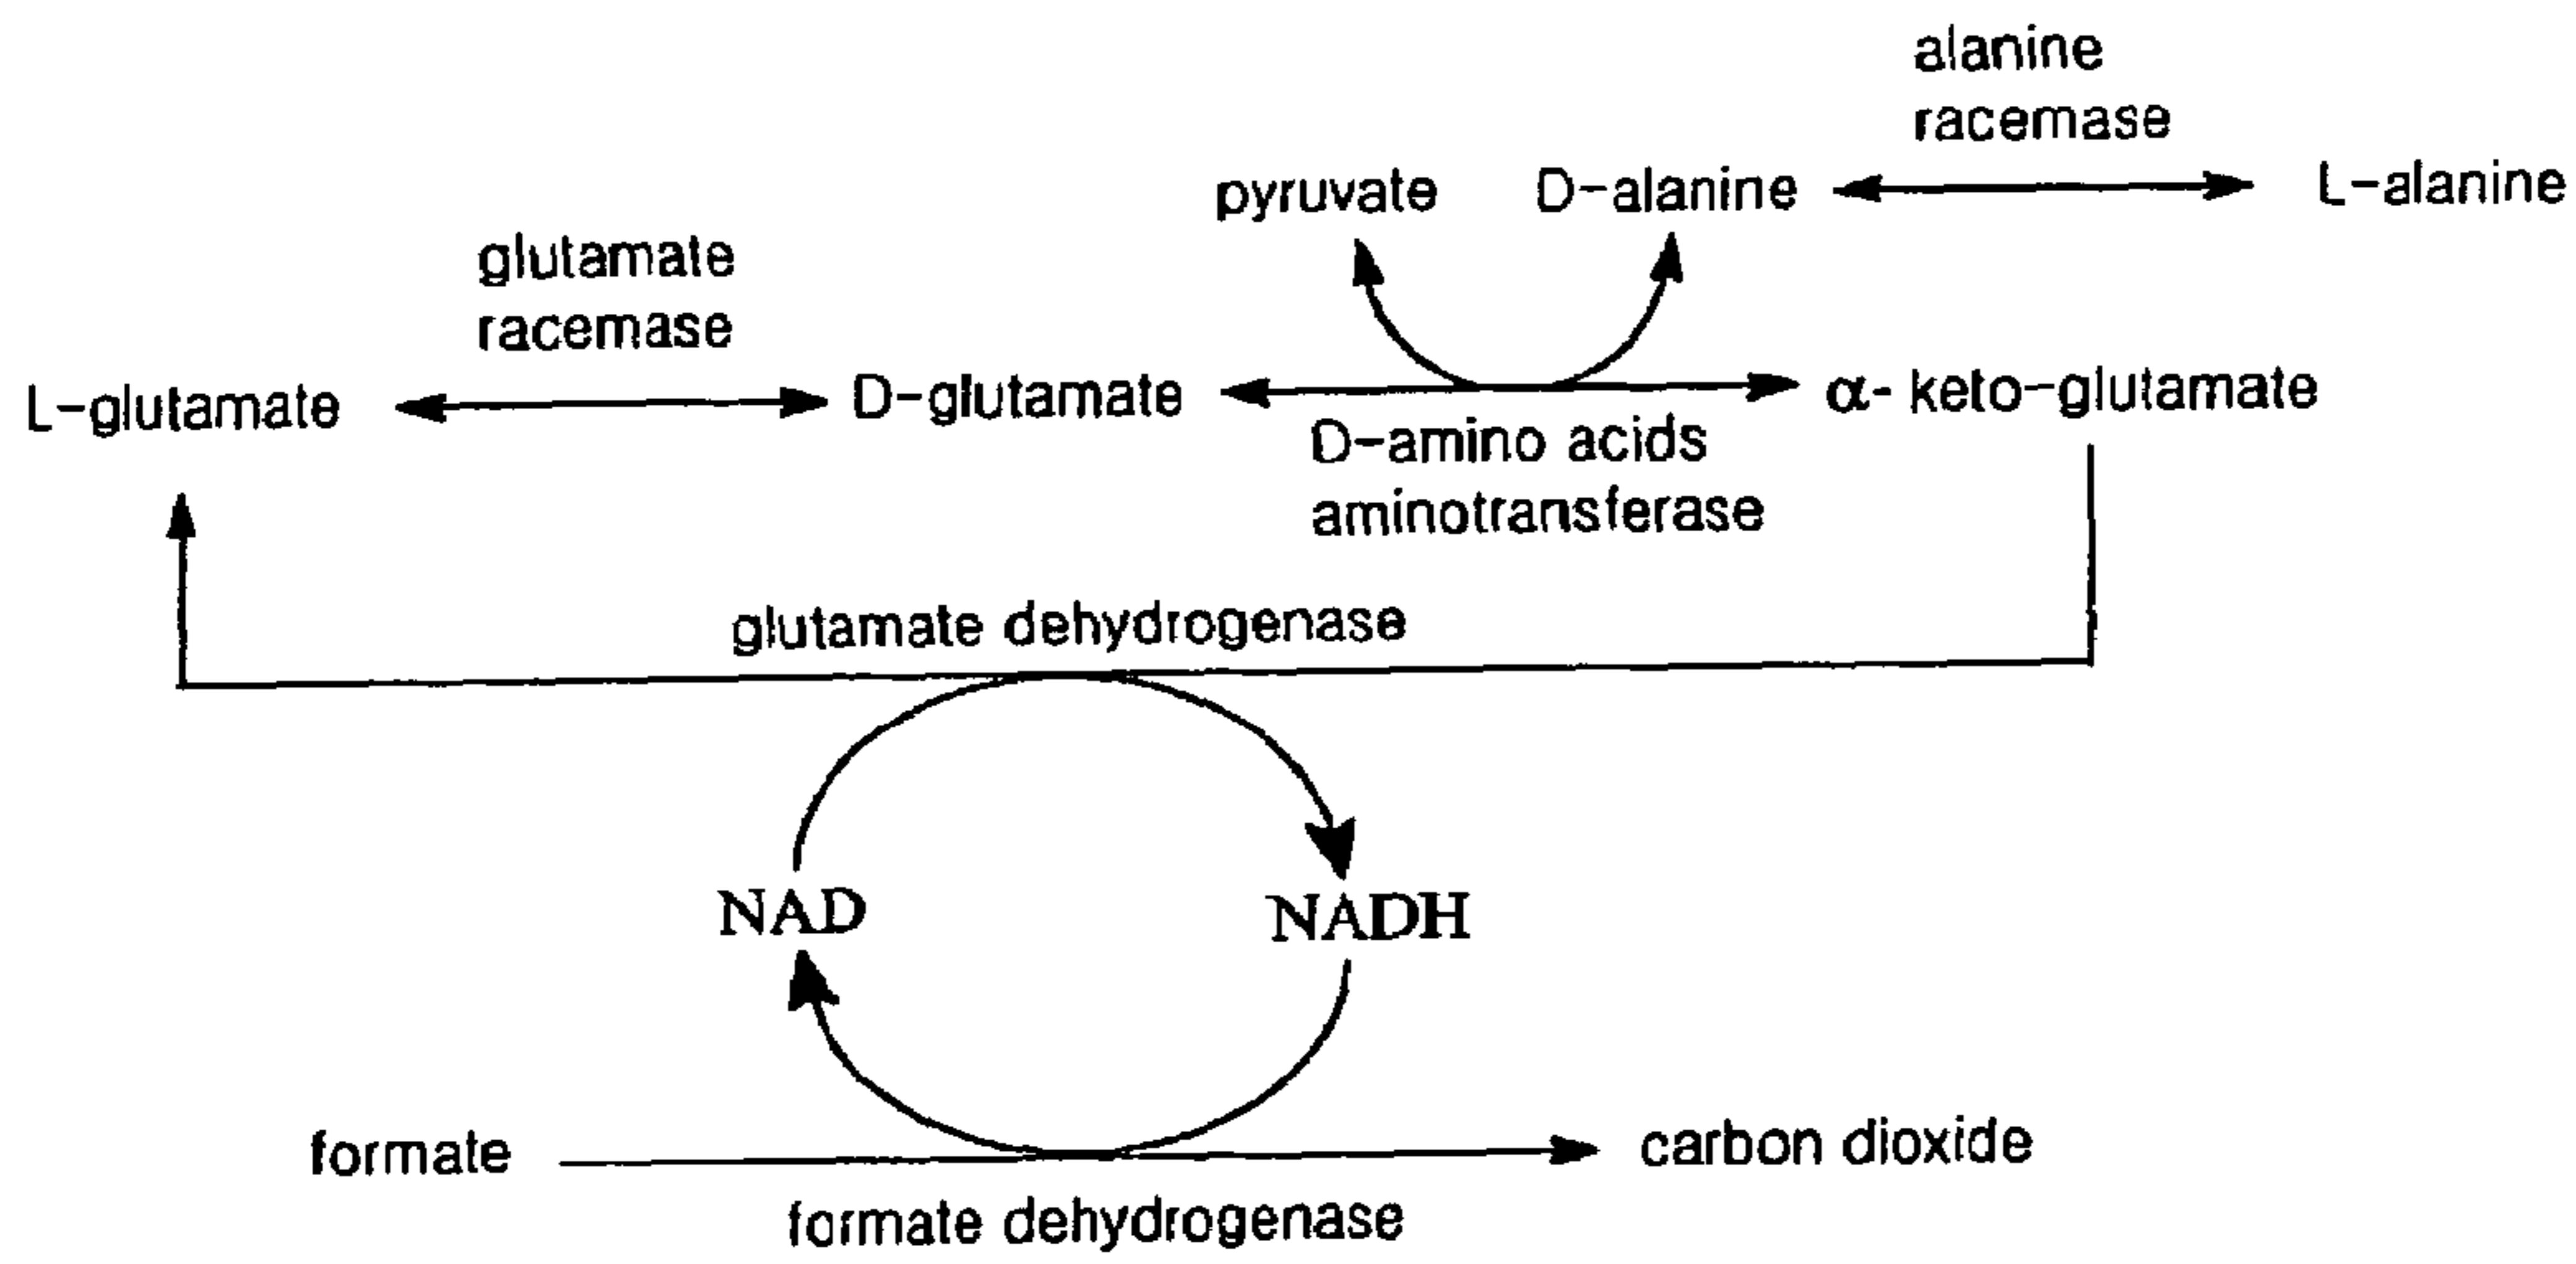 alanine
racemase
pyruvate D-alanine L-alanine
glutamate
racemase
L-glutamate D-glutamate α- keto-glutamate
D-amino acids
aminotransferase
glutamate dehydrogenase
NAD NADH
formate carbon dioxide
formate dehydrogenase